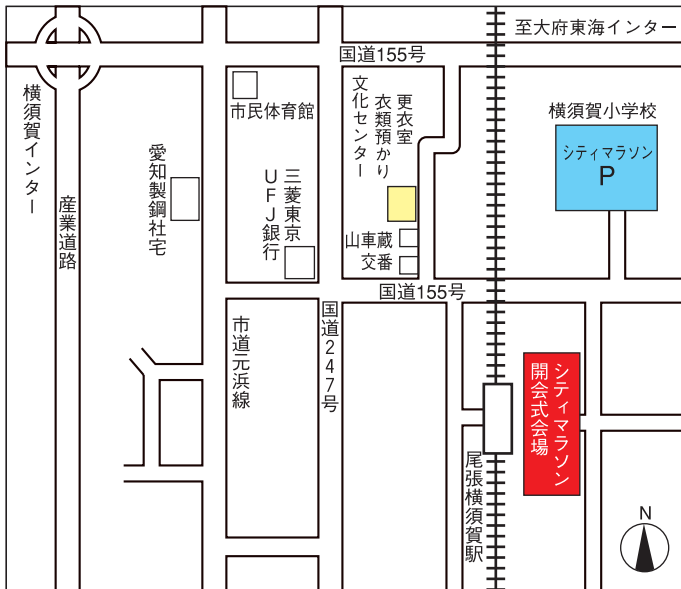 至大府東海インター
国道155号
横須賀インター
市民体育館
文化センター
衣類預かり
更衣室
横須賀小学校
シティマラソン
P
愛知製鋼社宅
三菱東京
UFJ銀行
産業道路
山車蔵
交番
国道155号
市道元浜線
国道247号
シティマラソン
開会式会場
尾張横須賀駅
N